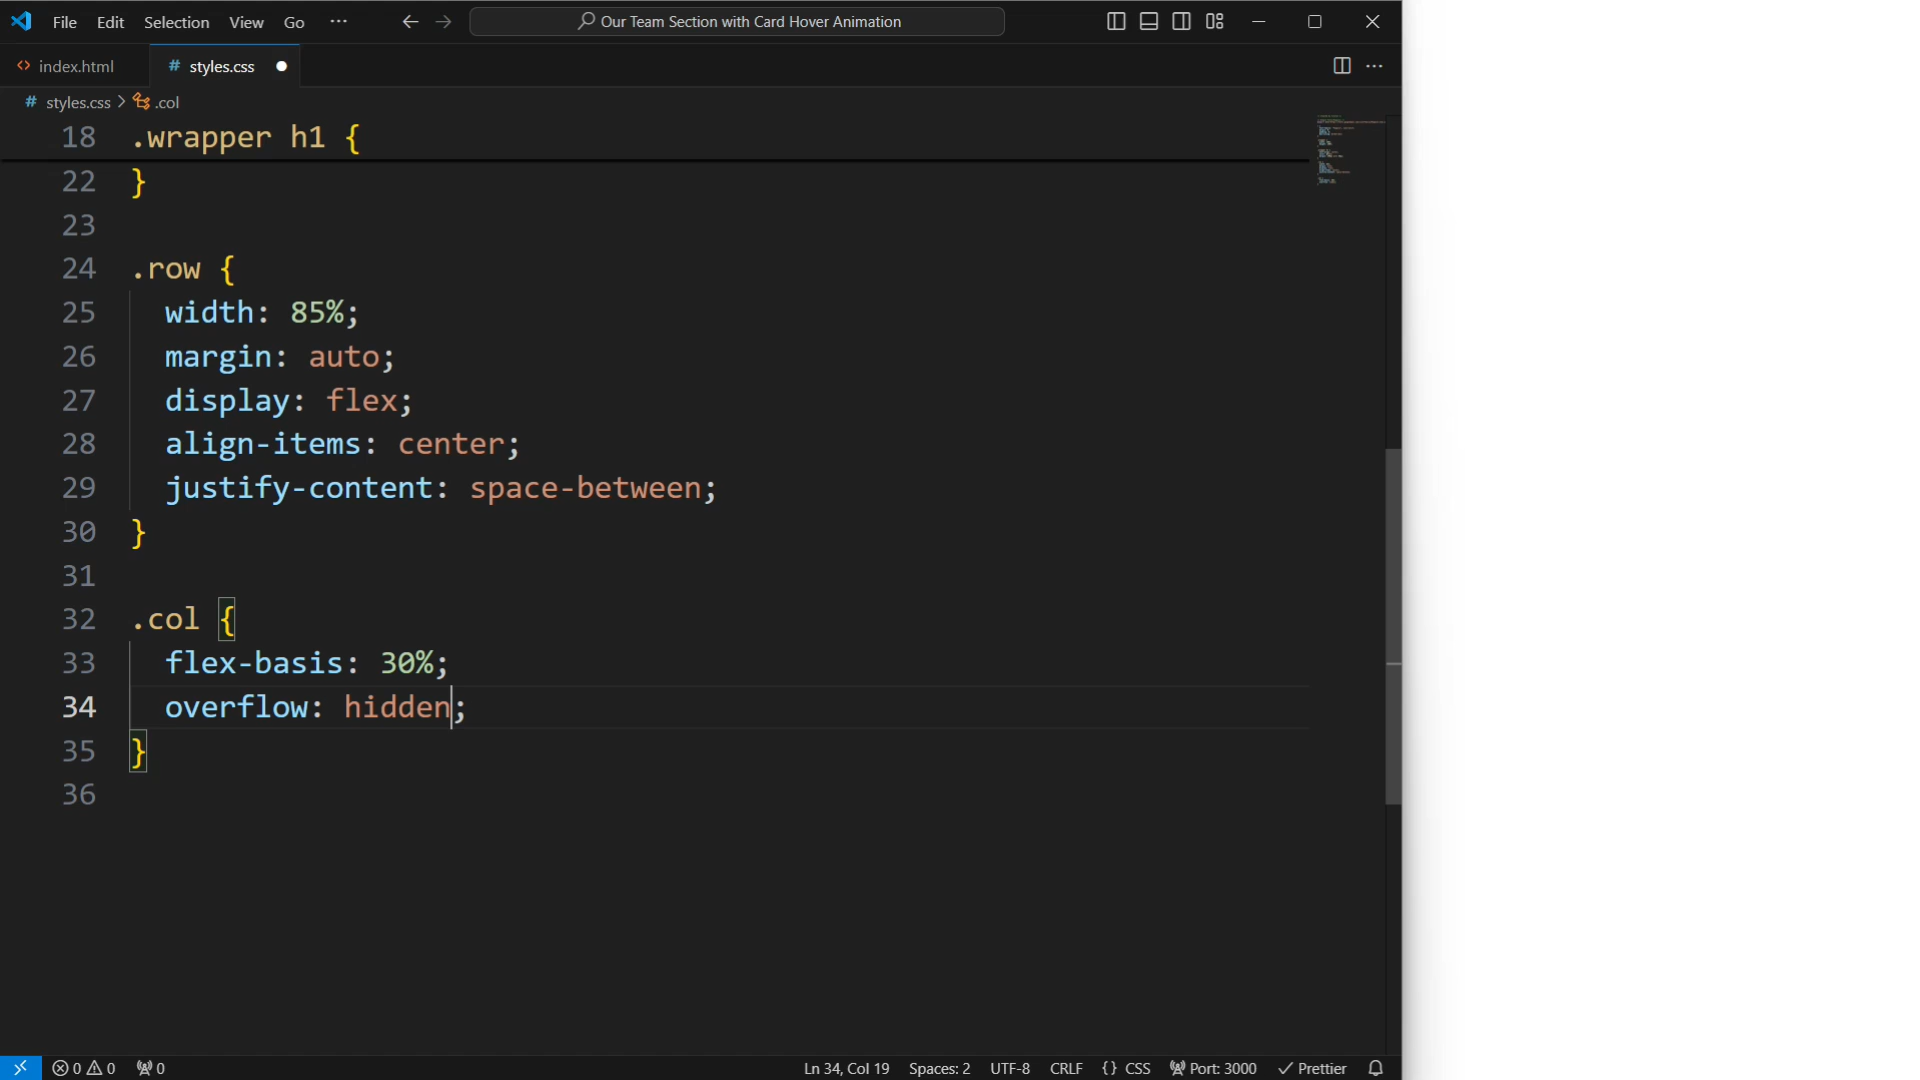 File Edit Selection View Go ··· Our Team Section with Card Hover Animation
index.html # styles.css
# styles.css > .col
18 .wrapper h1 {
22 }
23
24 .row {
25 width: 85%;
26 margin: auto;
27 display: flex;
28 align-items: center;
29 justify-content: space-between;
30 }
31
32 .col {
33 flex-basis: 30%;
34 overflow: hidden;
35 }
36
0 0 0 Ln 34, Col 19 Spaces: 2 UTF-8 CRLF {} CSS Port: 3000 Prettier